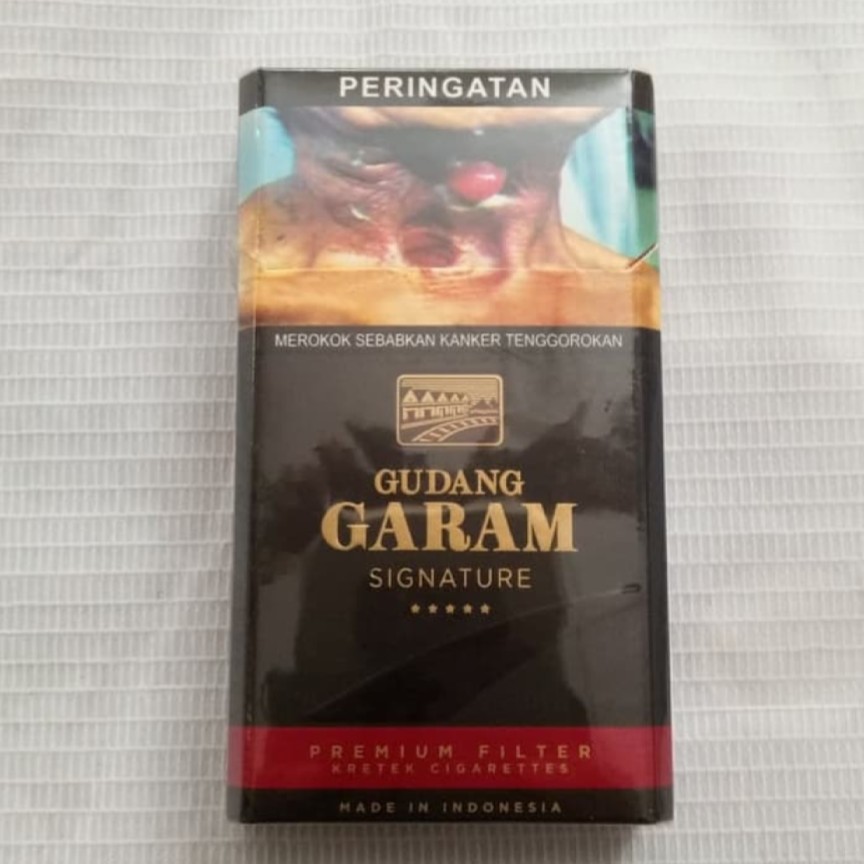 PERINGATAN
MEROKOK SEBABKAN KANKER TENGGOROKAN
GUDANG
GARAM
SIGNATURE
PREMIUM FILTER
KRETEK CIGARETTES
MADE IN INDONESIA